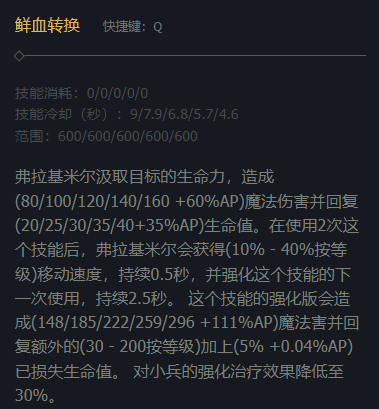 鲜血转换 快捷键：Q
技能消耗：0/0/0/0/0
技能冷却（秒）：9/7.9/6.8/5.7/4.6
范围：600/600/600/600/600
弗拉基米尔汲取目标的生命力，造成
(80/100/120/140/160 +60%AP)魔法伤害并回复
(20/25/30/35/40+35%AP)生命值。在使用2次这
个技能后，弗拉基米尔会获得(10% - 40%按等
级)移动速度，持续0.5秒，并强化这个技能的下
一次使用，持续2.5秒。 这个技能的强化版会造
成(148/185/222/259/296 +111%AP)魔法害并回
复额外的(30 - 200按等级)加上(5% +0.04%AP)
已损失生命值。 对小兵的强化治疗效果降低至
30%。